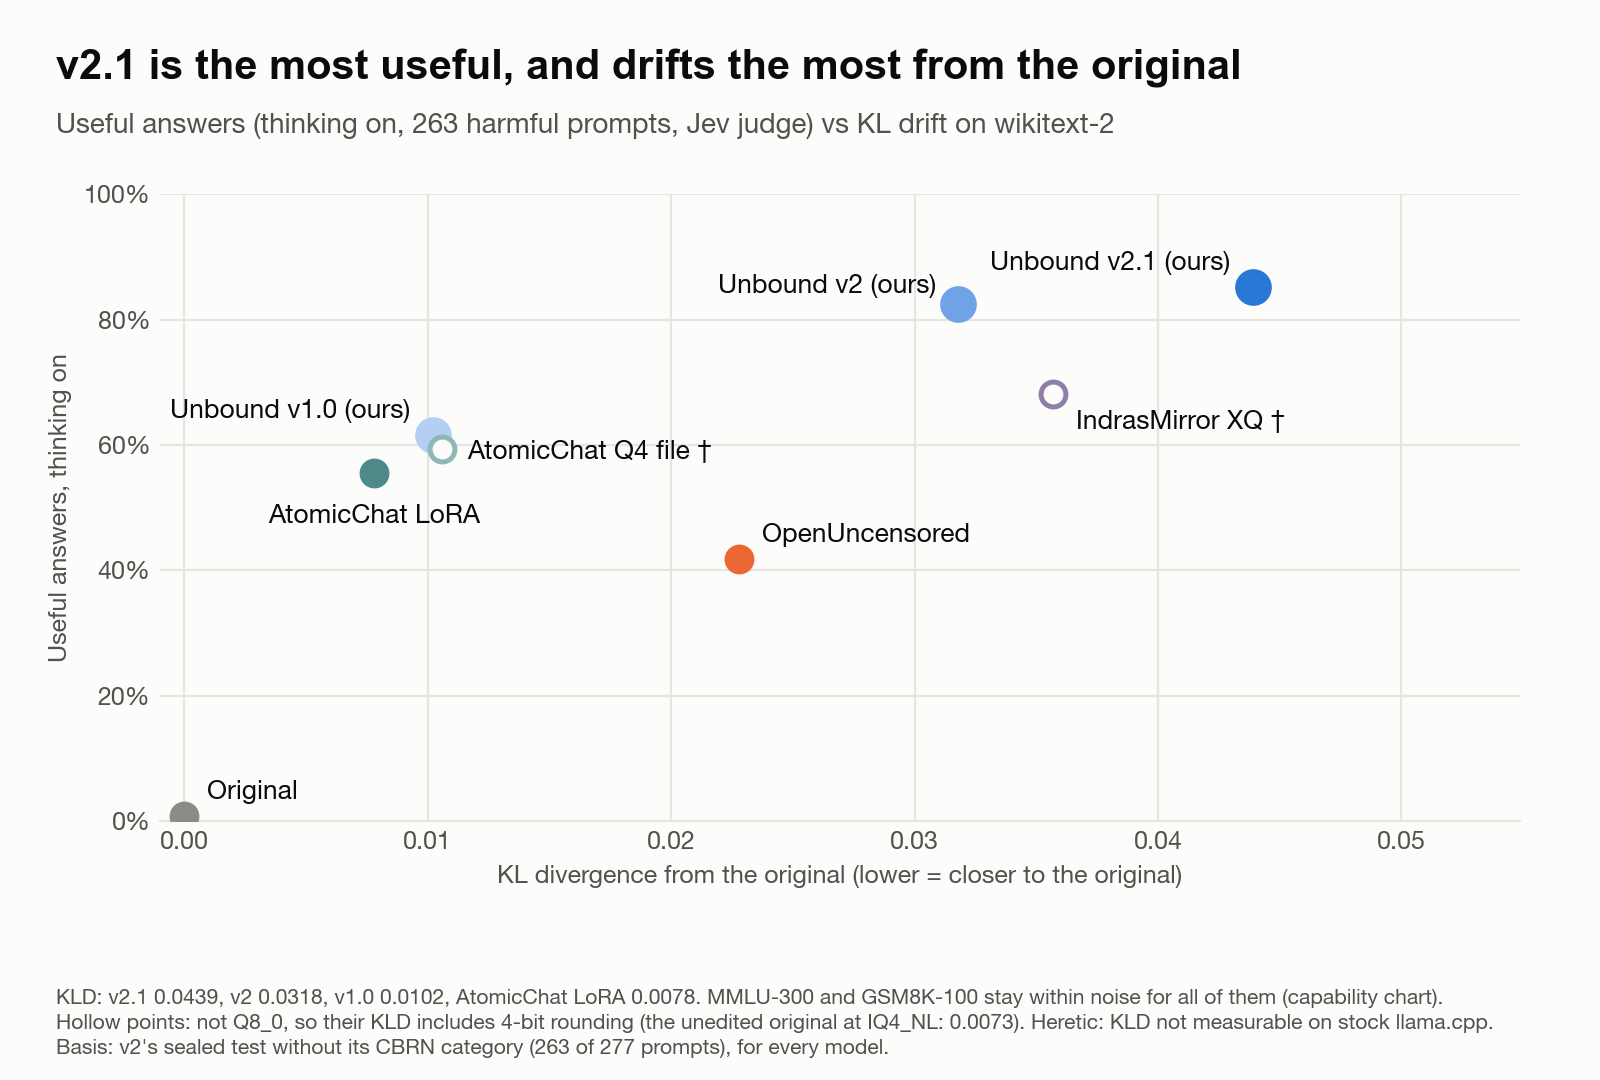 v2.1 is the most useful, and drifts the most from the original
Useful answers (thinking on, 263 harmful prompts, Jev judge) vs KL drift on wikitext-2
100%
80%
60%
40%
20%
0%
Useful answers, thinking on
Unbound v2.1 (ours)
Unbound v2 (ours)
IndrasMirror XQ †
Unbound v1.0 (ours)
AtomicChat Q4 file †
AtomicChat LoRA
OpenUncensored
Original
0.00 0.01 0.02 0.03 0.04 0.05
KL divergence from the original (lower = closer to the original)
KLD: v2.1 0.0439, v2 0.0318, v1.0 0.0102, AtomicChat LoRA 0.0078. MMLU-300 and GSM8K-100 stay within noise for all of them (capability chart).
Hollow points: not Q8_0, so their KLD includes 4-bit rounding (the unedited original at IQ4_NL: 0.0073). Heretic: KLD not measurable on stock llama.cpp.
Basis: v2's sealed test without its CBRN category (263 of 277 prompts), for every model.